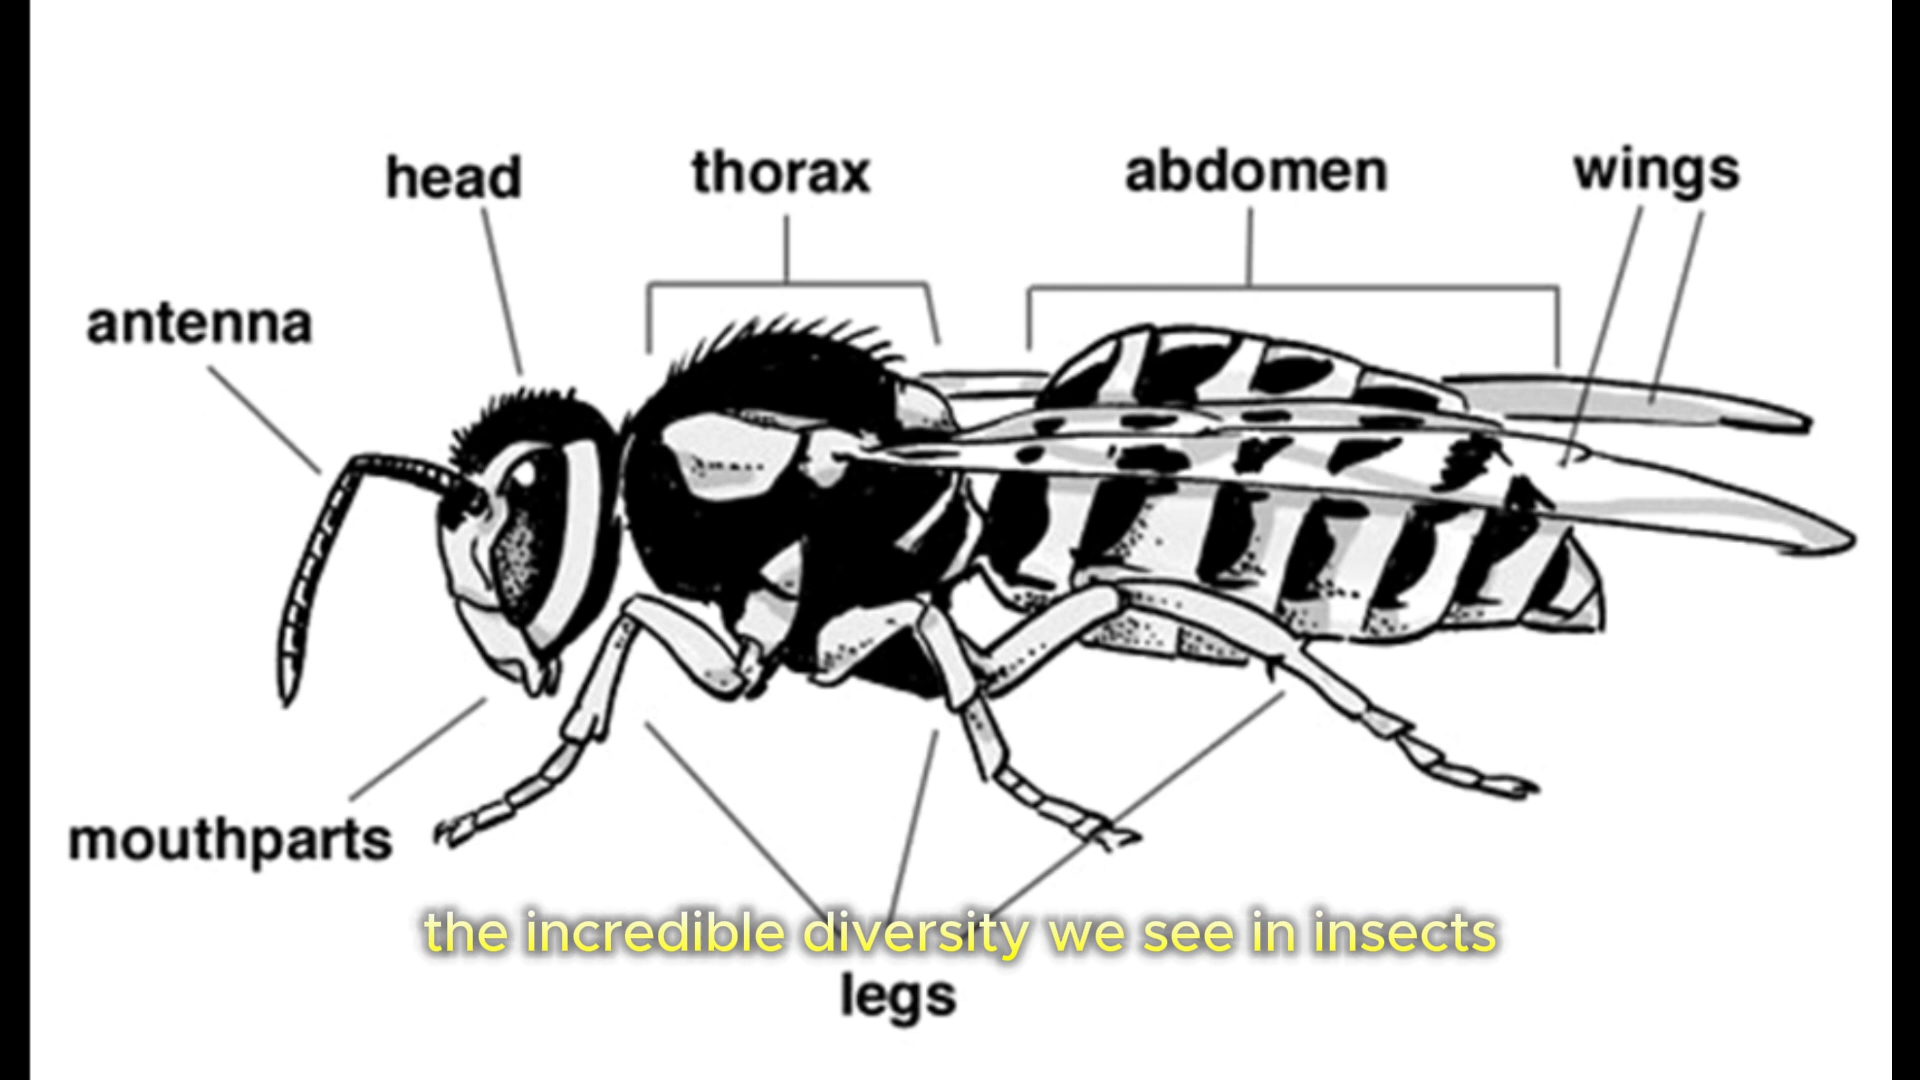 head
thorax
abdomen
wings
antenna
mouthparts
the incredible diversity we see in insects
legs